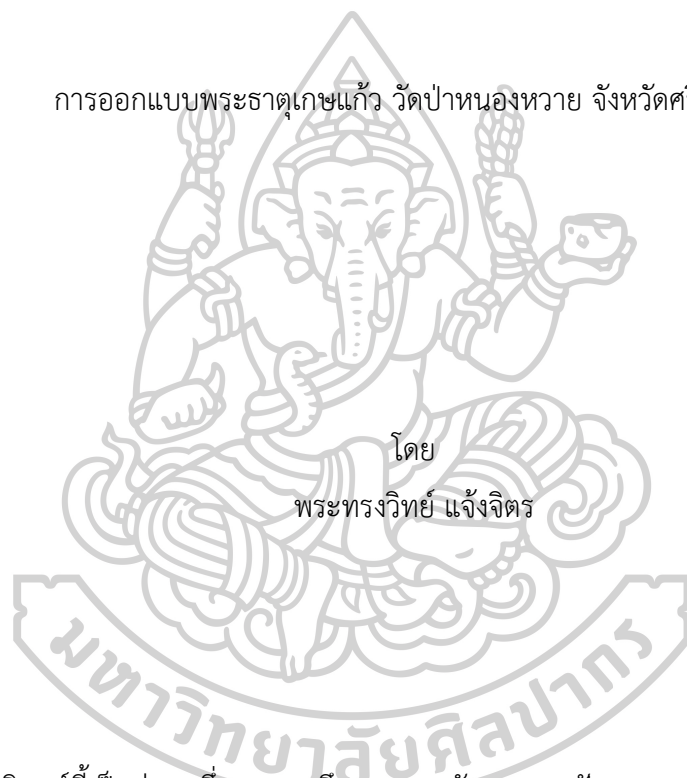 การออกแบบพระธาตุเกษแก้ว วัดป่าหนองหวาย จังหวัด
โดย
พระทรงวิทย์ แจ้งจิตร
มหาวิทยาลัยศิลปากร